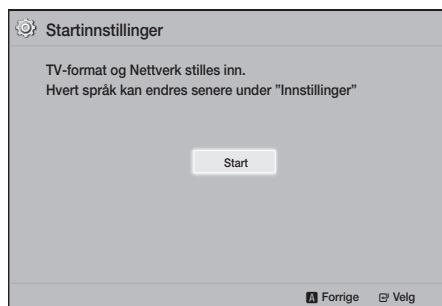 Startinnstillinger
TV-format og Nettverk stilles inn.
Hvert språk kan endres senere under ”Innstillinger”
Start
A Forrige Velg